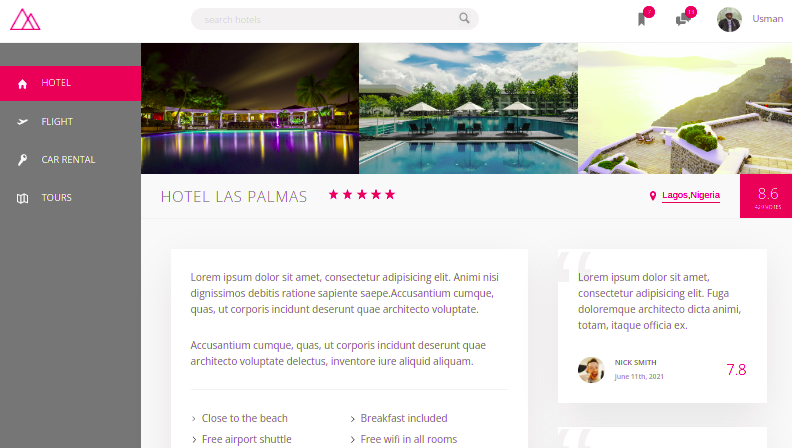 search hotels
7
13
Usman
HOTEL
FLIGHT
CAR RENTAL
TOURS
HOTEL LAS PALMAS
Lagos,Nigeria
8.6
429 VOTES
Lorem ipsum dolor sit amet, consectetur adipisicing elit. Animi nisi
dignissimos debitis ratione sapiente saepe.Accusantium cumque,
quas, ut corporis incidunt deserunt quae architecto voluptate.
Accusantium cumque, quas, ut corporis incidunt deserunt quae
architecto voluptate delectus, inventore iure aliquid aliquam.
› Close to the beach
› Breakfast included
› Free airport shuttle
› Free wifi in all rooms
“
Lorem ipsum dolor sit amet,
consectetur adipisicing elit. Fuga
doloremque architecto dicta animi,
totam, itaque officia ex.
NICK SMITH
june 11th, 2021
7.8
“